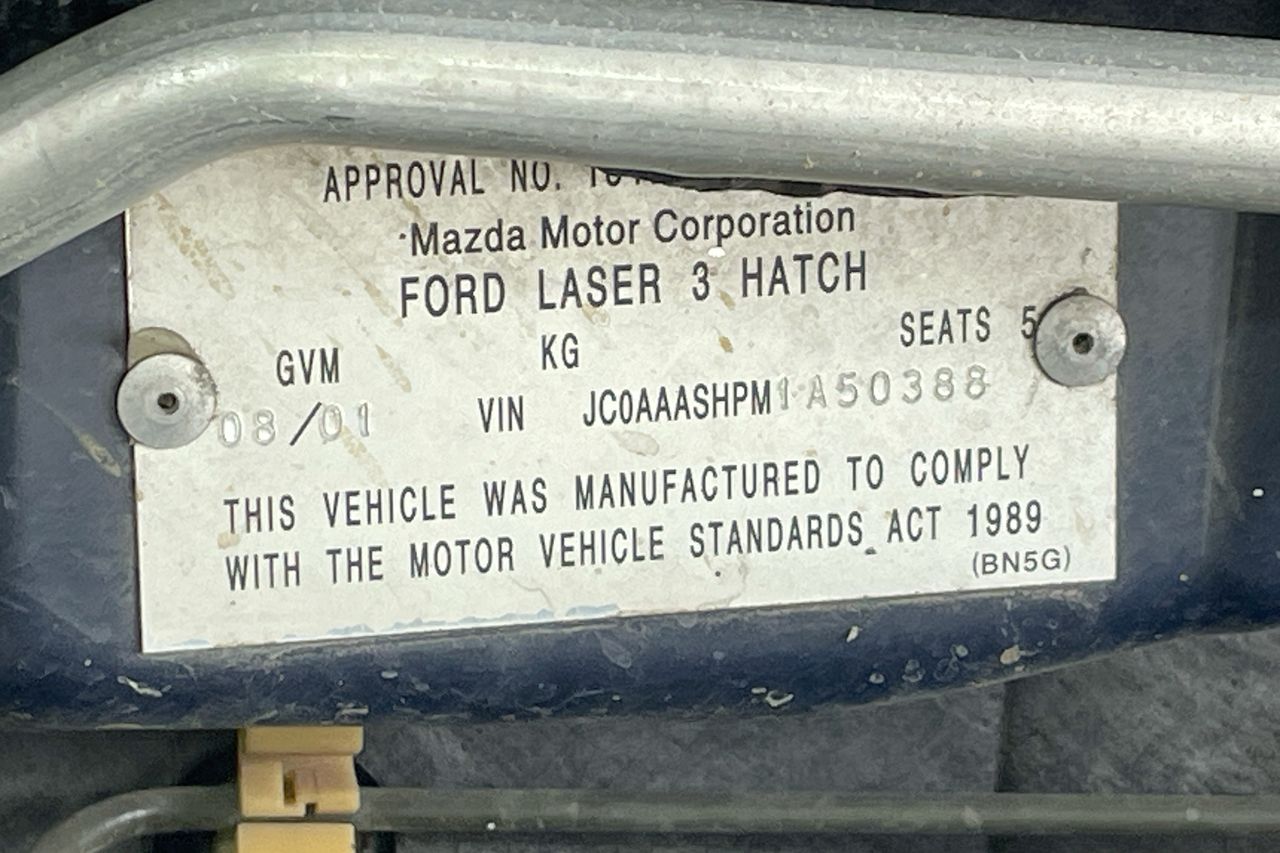 APPROVAL NO.
Mazda Motor Corporation
FORD LASER 3 HATCH
GVM KG SEATS 5
08/01 VIN JC0AAASHPM1A50388
THIS VEHICLE WAS MANUFACTURED TO COMPLY
WITH THE MOTOR VEHICLE STANDARDS ACT 1989
(BN5G)